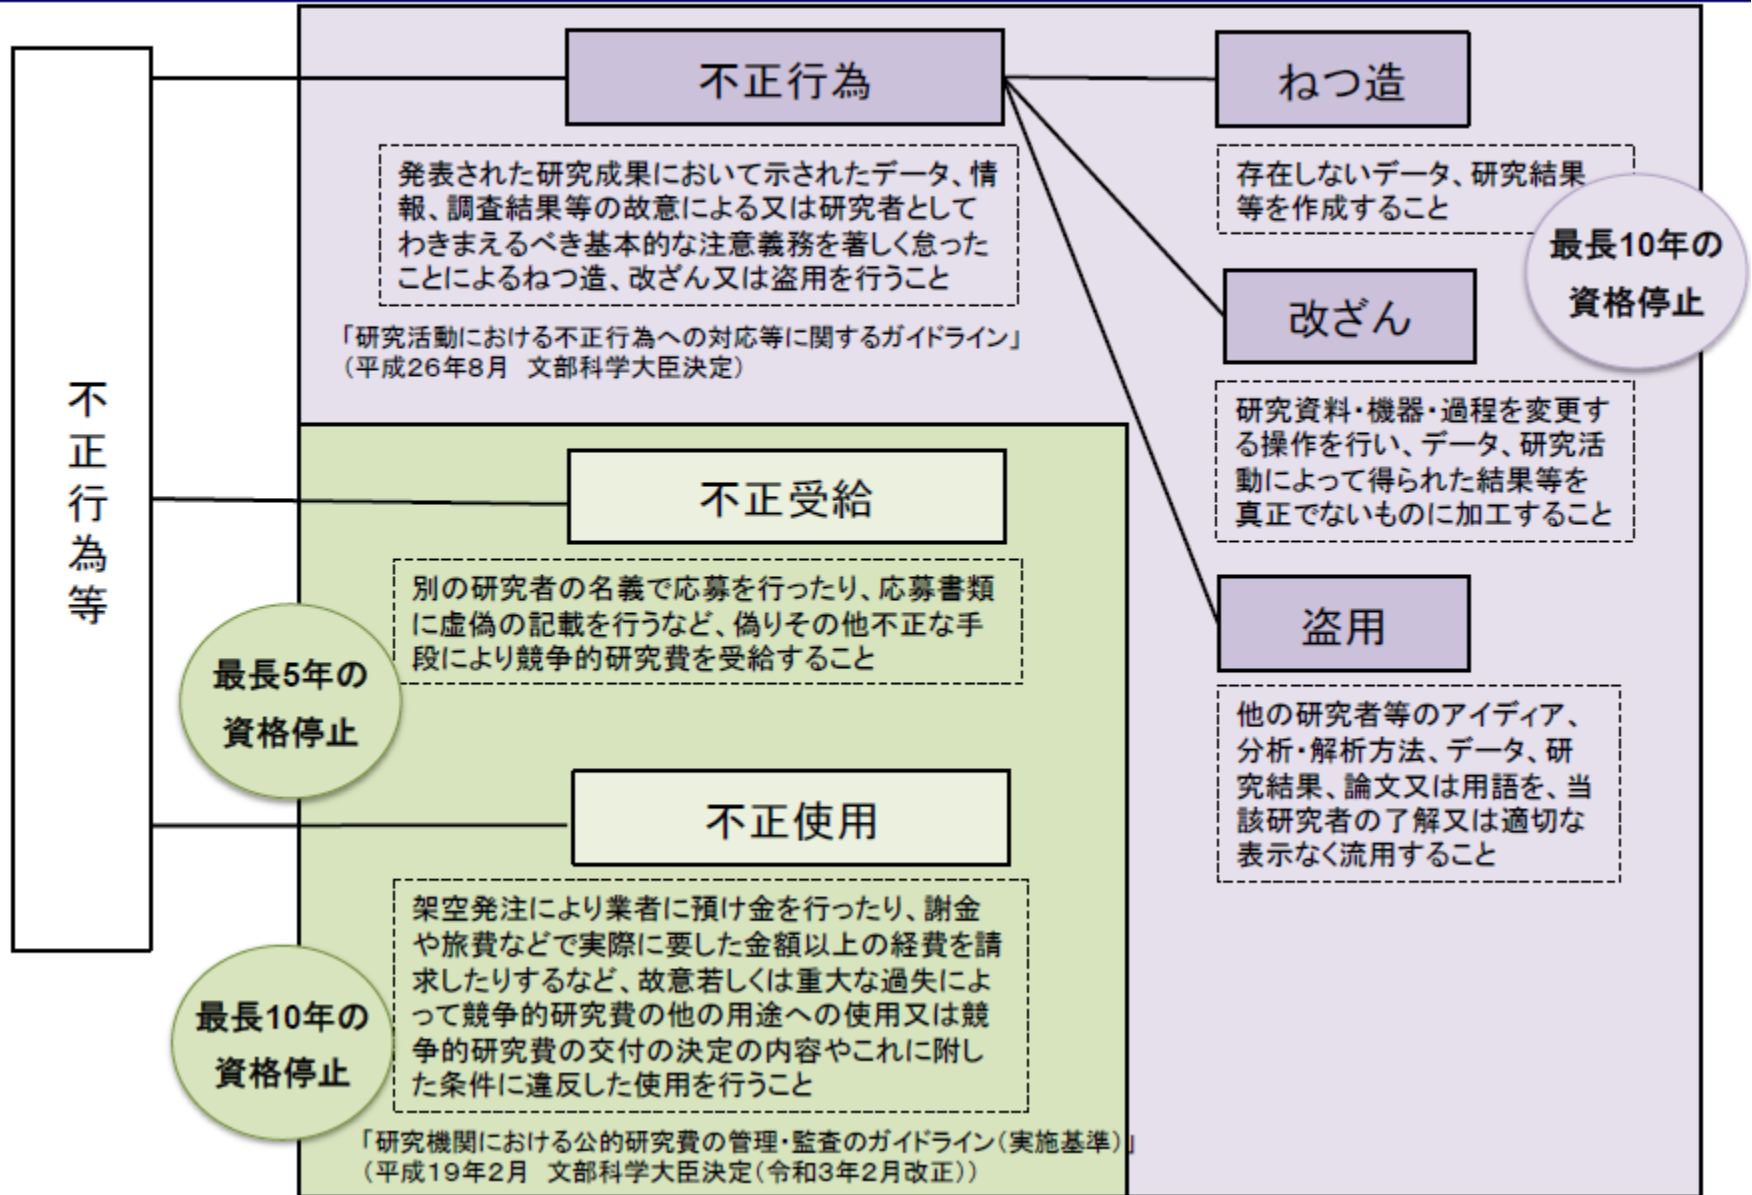 不正行為等
不正行為
発表された研究成果において示されたデータ、情
報、調査結果等の故意による又は研究者として
わきまえるべき基本的な注意義務を著しく怠った
ことによるねつ造、改ざん又は盗用を行うこと
「研究活動における不正行為への対応等に関するガイドライン」
（平成26年8月　文部科学大臣決定）
ねつ造
存在しないデータ、研究結果
等を作成すること
最長10年の
資格停止
改ざん
研究資料・機器・過程を変更す
る操作を行い、データ、研究活
動によって得られた結果等を
真正でないものに加工すること
盗用
他の研究者等のアイディア、
分析・解析方法、データ、研
究結果、論文又は用語を、当
該研究者の了解又は適切な
表示なく流用すること
不正受給
別の研究者の名義で応募を行ったり、応募書類
に虚偽の記載を行うなど、偽りその他不正な手
段により競争的研究費を受給すること
最長5年の
資格停止
不正使用
架空発注により業者に預け金を行ったり、謝金
や旅費などで実際に要した金額以上の経費を請
求したりするなど、故意若しくは重大な過失によ
って競争的研究費の他の用途への使用又は競
争的研究費の交付の決定の内容やこれに附し
た条件に違反した使用を行うこと
最長10年の
資格停止
「研究機関における公的研究費の管理・監査のガイドライン（実施基準）」
（平成19年2月　文部科学大臣決定（令和3年2月改正））